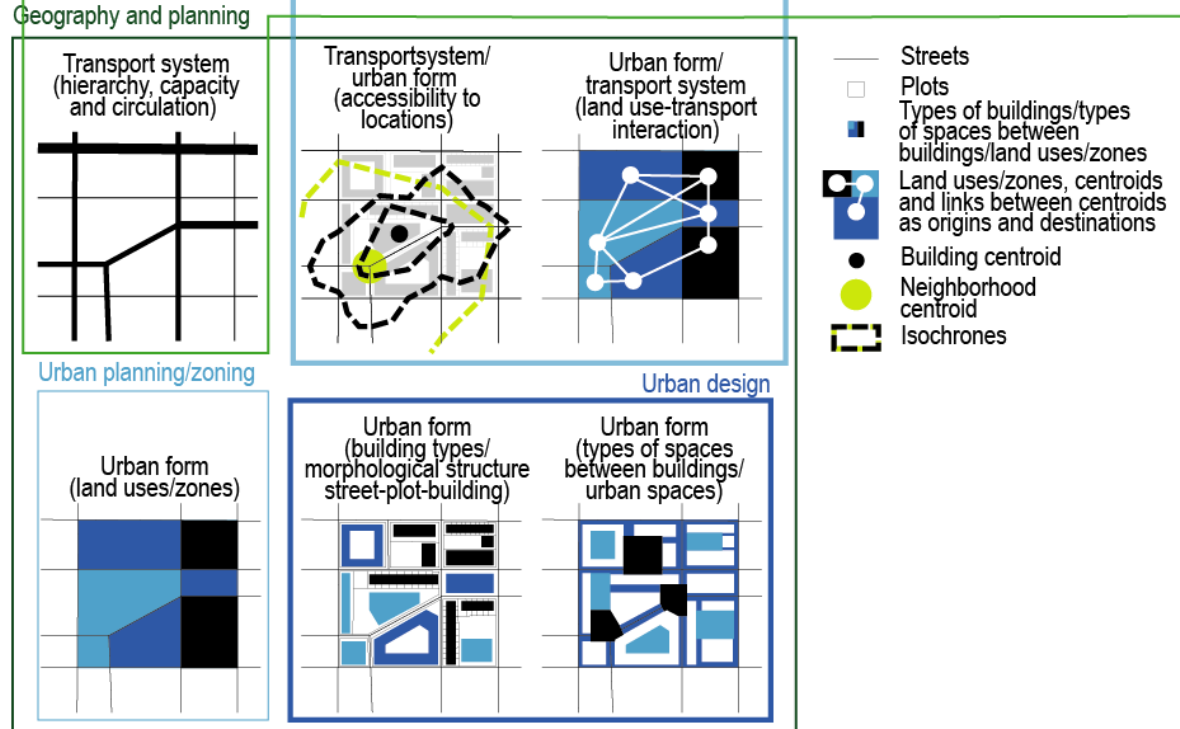 Geography and planning
Transport system
(hierarchy, capacity
and circulation)
Transportsystem/
urban form
(accessibility to
locations)
Urban form/
transport system
(land use-transport
interaction)
Streets
Plots
Types of buildings/types
of spaces between
buildings/land uses/zones
Land uses/zones, centroids
and links between centroids
as origins and destinations
Building centroid
Neighborhood
centroid
Isochrones
Urban planning/zoning
Urban design
Urban form
(land uses/zones)
Urban form
(building types/
morphological structure
street-plot-building)
Urban form
(types of spaces
between buildings/
urban spaces)